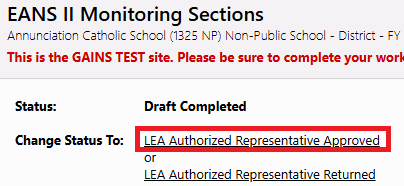 EANS II Monitoring Sections
Annunciation Catholic School (1325 NP) Non-Public School - District - FY
This is the GAINS TEST site. Please be sure to complete your work
Status: Draft Completed
Change Status To: LEA Authorized Representative Approved
or
LEA Authorized Representative Returned